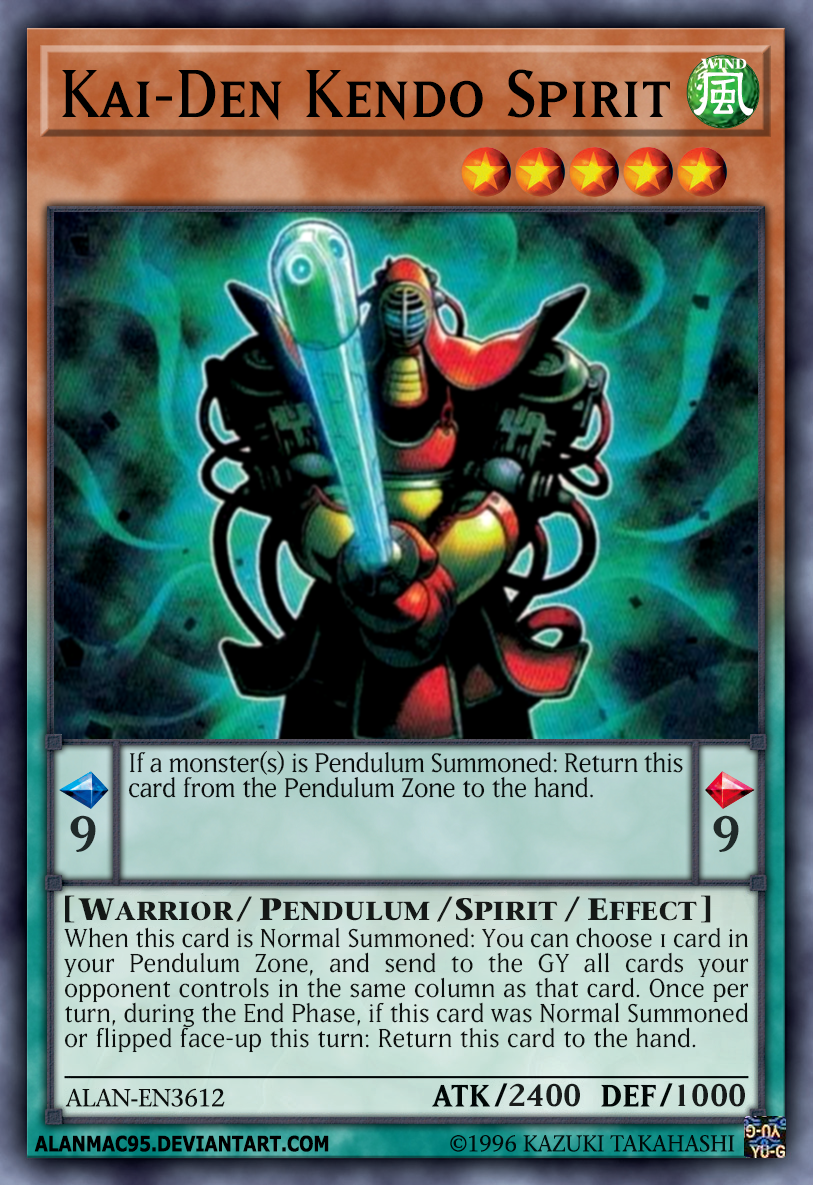 Kai-Den Kendo Spirit
WIND
風
If a monster(s) is Pendulum Summoned: Return this
card from the Pendulum Zone to the hand.
9
9
[ Warrior / Pendulum / Spirit / Effect ]
When this card is Normal Summoned: You can choose 1 card in
your Pendulum Zone, and send to the GY all cards your
opponent controls in the same column as that card. Once per
turn, during the End Phase, if this card was Normal Summoned
or flipped face-up this turn: Return this card to the hand.
ALAN-EN3612
ATK/2400 DEF/1000
ALANMAC95.DEVIANTART.COM
©1996 KAZUKI TAKAHASHI
YU-G
YU-G